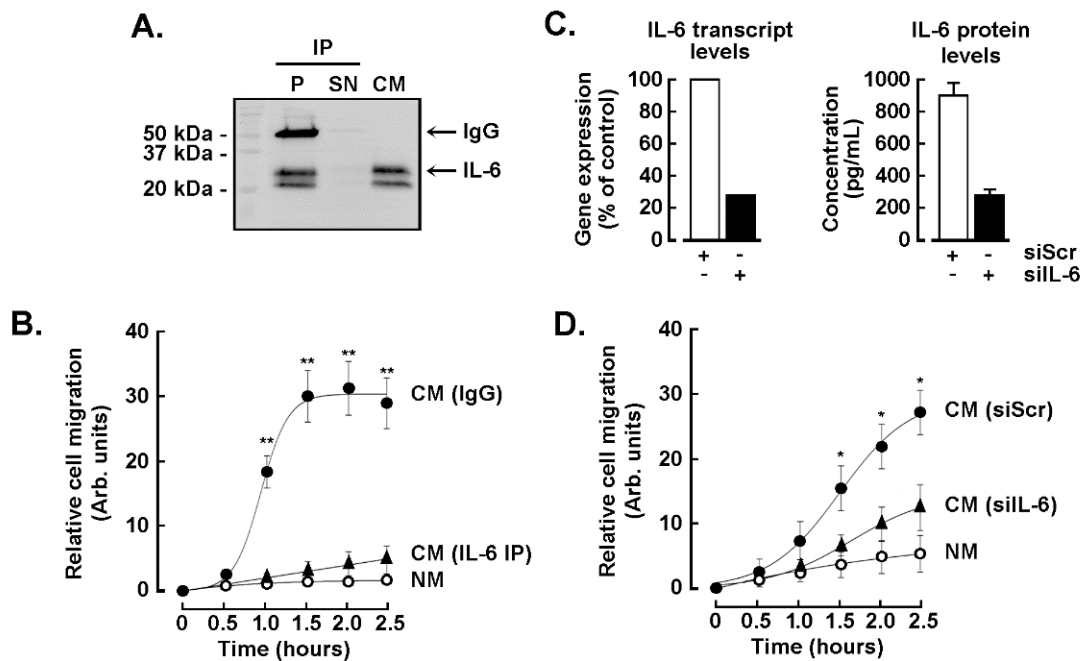 A.
IP
P SN CM
50 kDa -
37 kDa -
20 kDa -
IgG
IL-6
C.
IL-6 transcript
levels
Gene expression
(% of control)
100
80
60
40
20
0
+ -
- +
IL-6 protein
levels
Concentration
(pg/mL)
1000
800
600
400
200
0
+ - siScr
- + siIL-6
B.
Relative cell migration
(Arb. units)
40
30
20
10
0
** ** ** **
CM (IgG)
CM (IL-6 IP)
NM
0 0.5 1.0 1.5 2.0 2.5
Time (hours)
D.
Relative cell migration
(Arb. units)
40
30
20
10
0
* * *
CM (siScr)
CM (siIL-6)
NM
0 0.5 1.0 1.5 2.0 2.5
Time (hours)